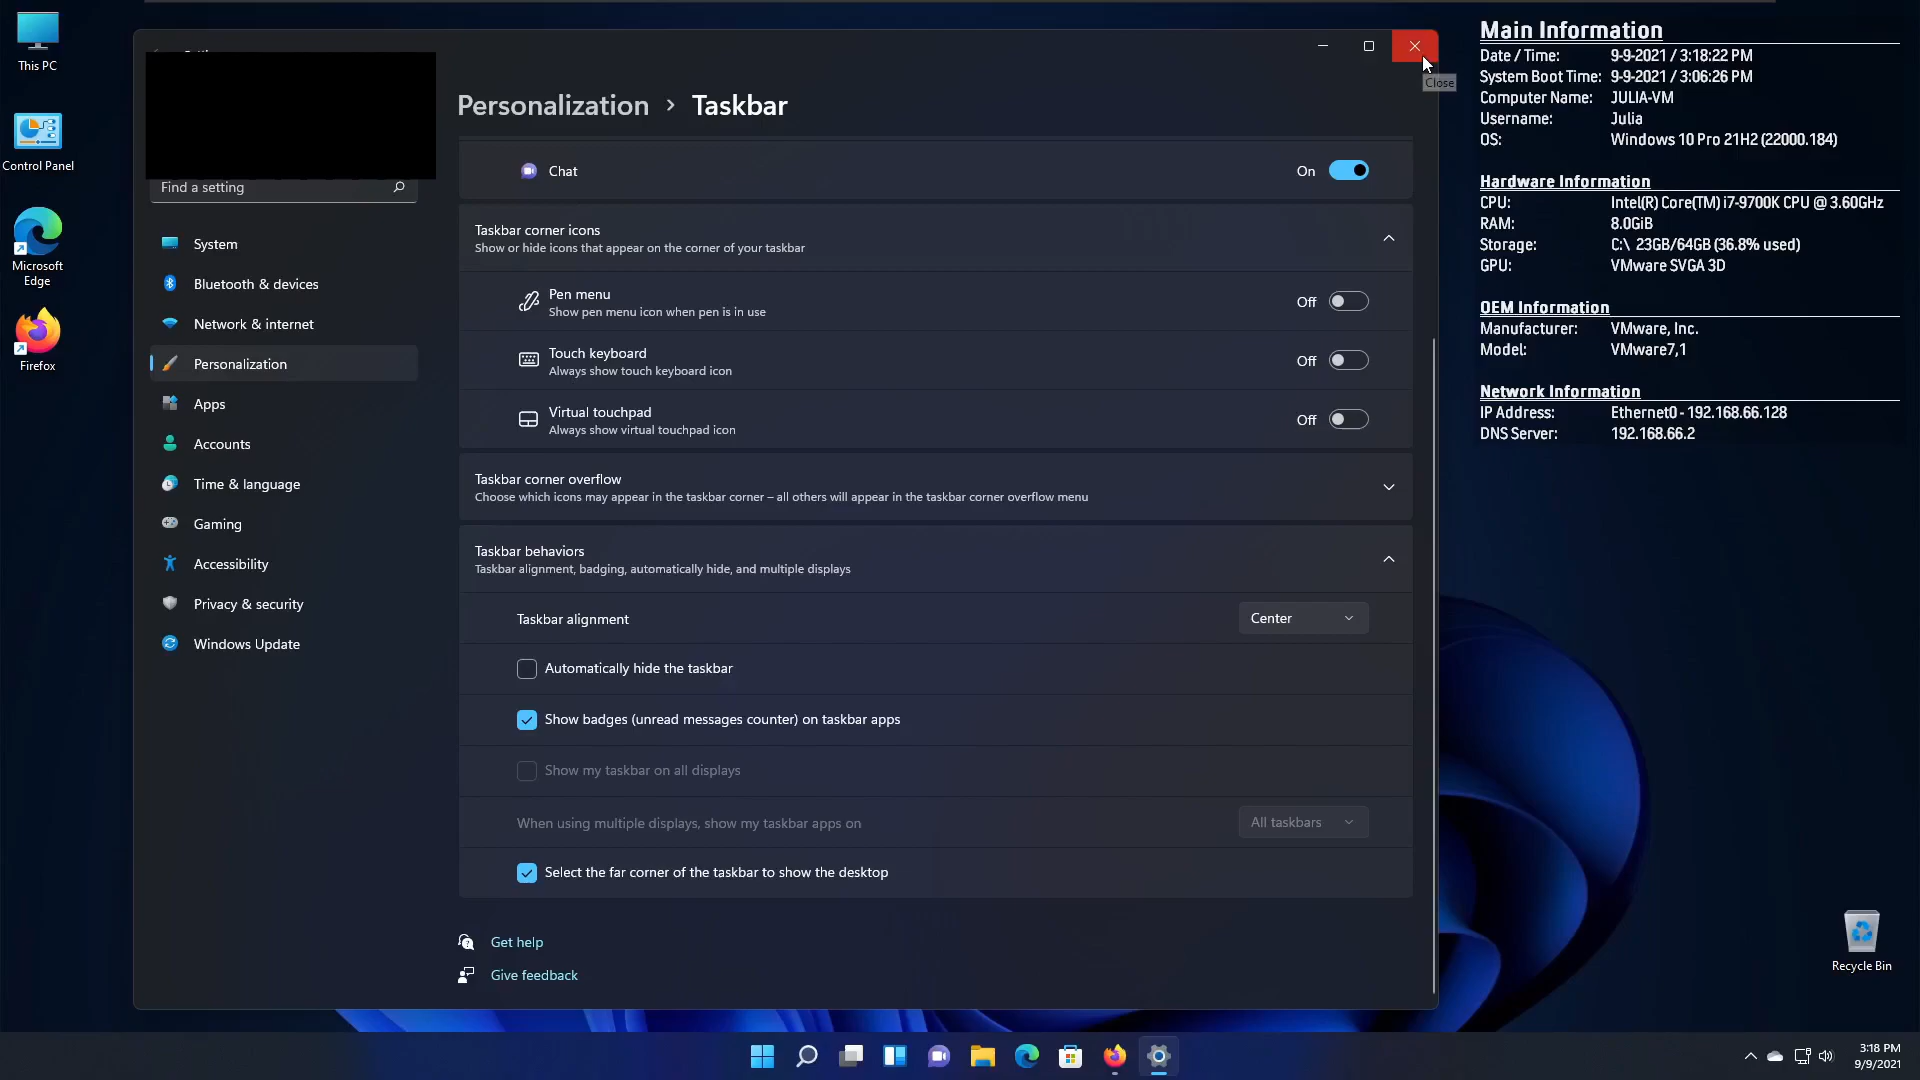 This PC
Control Panel
Microsoft
Edge
Firefox
Find a setting
System
Bluetooth & devices
Network & internet
Personalization
Apps
Accounts
Time & language
Gaming
Accessibility
Privacy & security
Windows Update
Close
Personalization > Taskbar
Chat On
Taskbar corner icons
Show or hide icons that appear on the corner of your taskbar
Pen menu
Show pen menu icon when pen is in use
Off
Touch keyboard
Always show touch keyboard icon
Off
Virtual touchpad
Always show virtual touchpad icon
Off
Taskbar corner overflow
Choose which icons may appear in the taskbar corner – all others will appear in the taskbar corner overflow menu
Taskbar behaviors
Taskbar alignment, badging, automatically hide, and multiple displays
Taskbar alignment Center
Automatically hide the taskbar
Show badges (unread messages counter) on taskbar apps
Show my taskbar on all displays
When using multiple displays, show my taskbar apps on All taskbars
Select the far corner of the taskbar to show the desktop
Get help
Give feedback
Main Information
Date / Time: 9-9-2021 / 3:18:22 PM
System Boot Time: 9-9-2021 / 3:06:26 PM
Computer Name: JULIA-VM
Username: Julia
OS: Windows 10 Pro 21H2 (22000.184)
Hardware Information
CPU: Intel(R) Core(TM) i7-9700K CPU @ 3.60GHz
RAM: 8.0GiB
Storage: C:\ 23GB/64GB (36.8% used)
GPU: VMware SVGA 3D
OEM Information
Manufacturer: VMware, Inc.
Model: VMware7,1
Network Information
IP Address: Ethernet0 - 192.168.66.128
DNS Server: 192.168.66.2
Recycle Bin
3:18 PM
9/9/2021